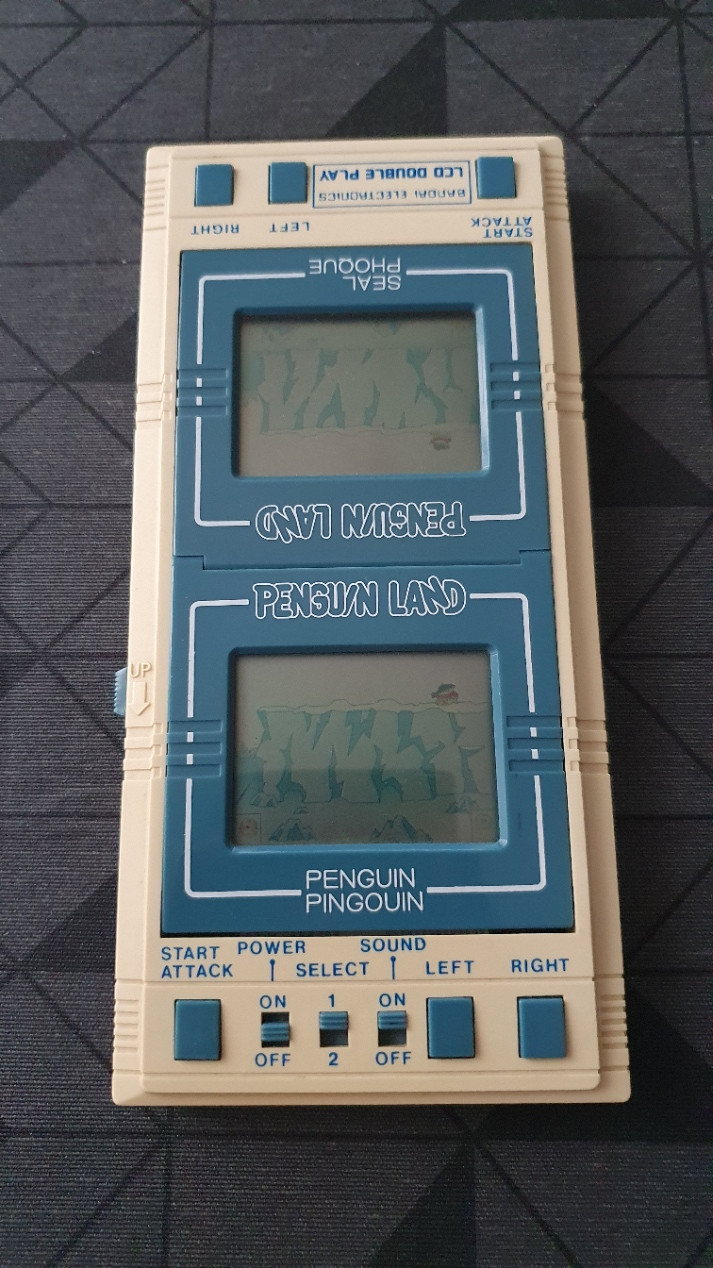 BANDAI ELECTRONICS
LCD DOUBLE PLAY
RIGHT
LEFT
START
ATTACK
SEAL
PHOQUE
PENGUIN LAND
PENGUIN LAND
UP
PENGUIN
PINGOUIN
START
ATTACK
POWER
SELECT
SOUND
LEFT
RIGHT
ON
1
ON
OFF
2
OFF